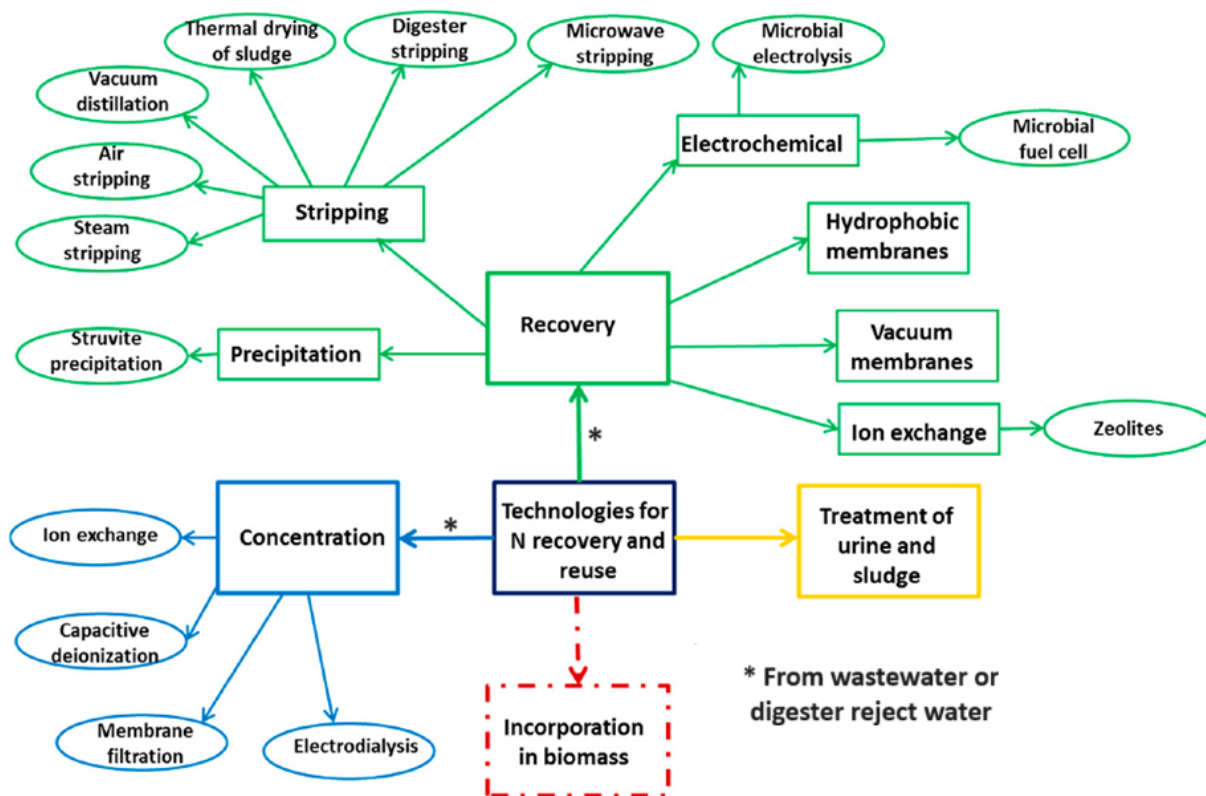 Thermal drying
of sludge
Digester
stripping
Microwave
stripping
Microbial
electrolysis
Vacuum
distillation
Electrochemical
Microbial
fuel cell
Air
stripping
Stripping
Steam
stripping
Hydrophobic
membranes
Recovery
Struvite
precipitation
Precipitation
Vacuum
membranes
Ion exchange
Zeolites
*
Technologies for
N recovery and
reuse
Concentration
*
Ion exchange
Treatment of
urine and
sludge
Capacitive
deionization
Membrane
filtration
Electrodialysis
Incorporation
in biomass
* From wastewater or
digester reject water